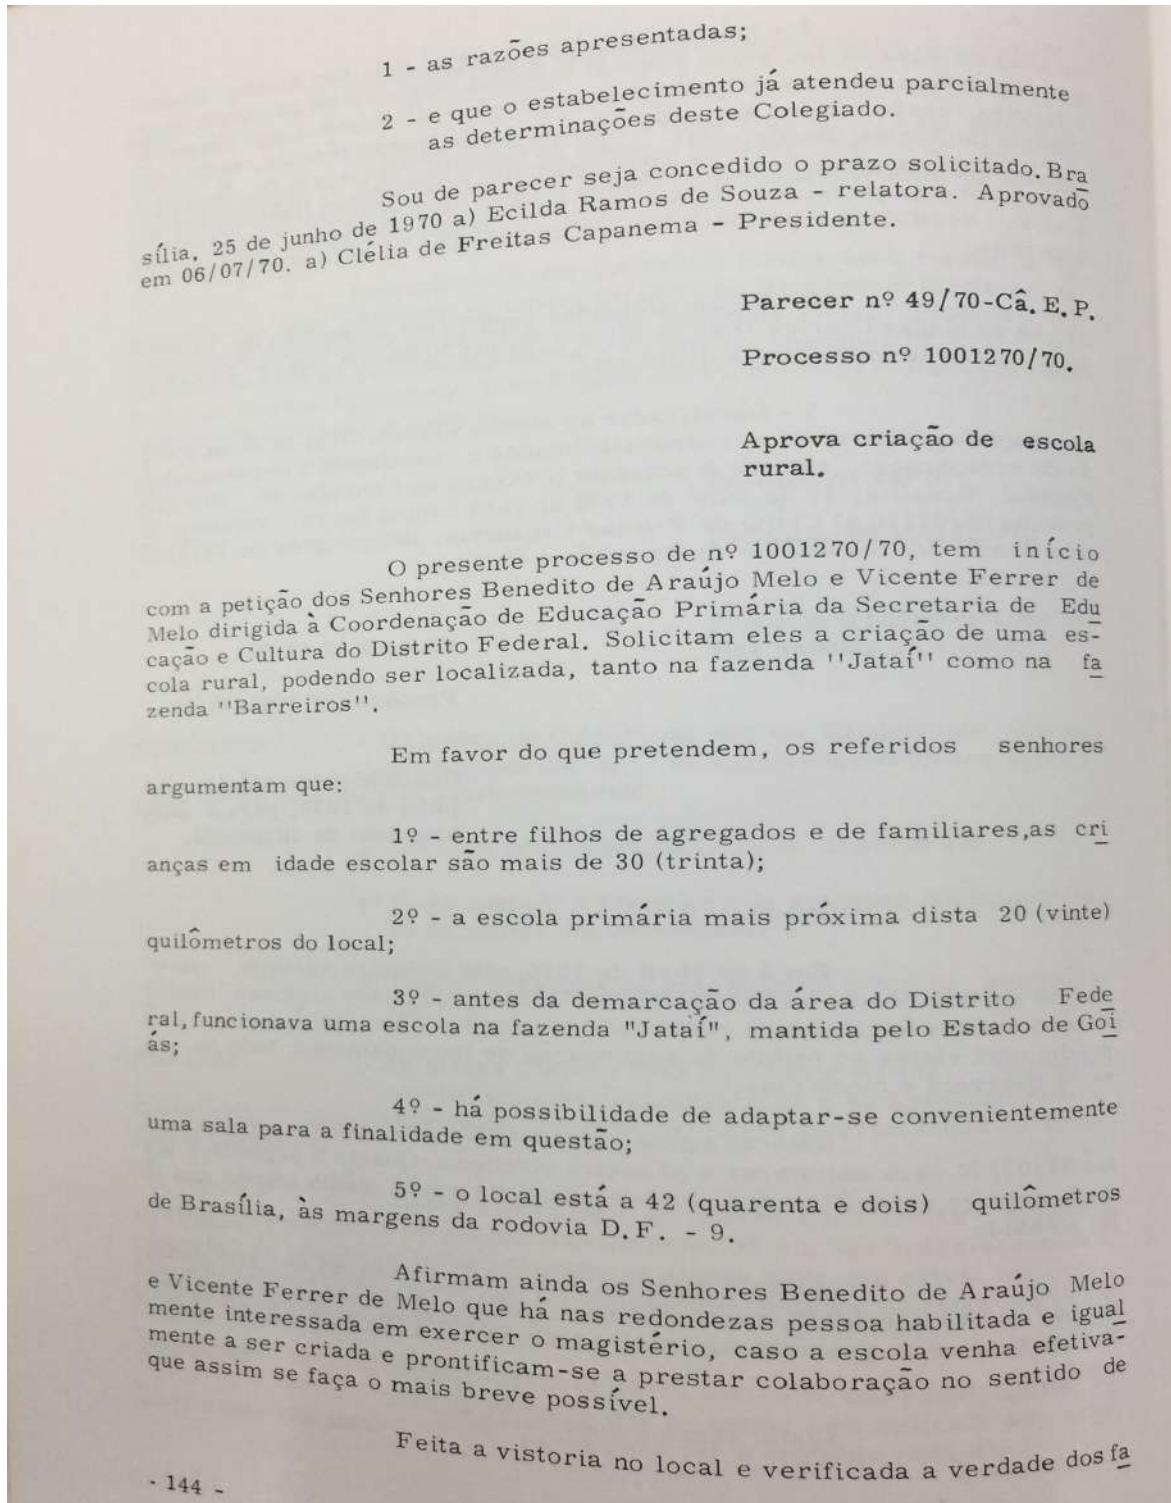 1 - as razões apresentadas;
2 - e que o estabelecimento já atendeu parcialmente
as determinações deste Colegiado.
Sou de parecer seja concedido o prazo solicitado. Bra
sília, 25 de junho de 1970 a) Ecilda Ramos de Souza - relatora. Aprovado
em 06/07/70. a) Clélia de Freitas Capanema - Presidente.
Parecer nº 49/70-Câ. E. P.
Processo nº 1001270/70.
Aprova criação de escola
rural.
O presente processo de nº 1001270/70, tem início
com a petição dos Senhores Benedito de Araújo Melo e Vicente Ferrer de
Melo dirigida à Coordenação de Educação Primária da Secretaria de Edu
cação e Cultura do Distrito Federal. Solicitam eles a criação de uma es-
cola rural, podendo ser localizada, tanto na fazenda ''Jataí'' como na fa
zenda ''Barreiros''.
Em favor do que pretendem, os referidos senhores
argumentam que:
1º - entre filhos de agregados e de familiares,as cri
anças em idade escolar são mais de 30 (trinta);
2º - a escola primária mais próxima dista 20 (vinte)
quilômetros do local;
3º - antes da demarcação da área do Distrito Fede
ral, funcionava uma escola na fazenda "Jataí", mantida pelo Estado de Goi
ás;
4º - há possibilidade de adaptar-se convenientemente
uma sala para a finalidade em questão;
5º - o local está a 42 (quarenta e dois) quilômetros
de Brasília, às margens da rodovia D. F. - 9.
Afirmam ainda os Senhores Benedito de Araújo Melo
e Vicente Ferrer de Melo que há nas redondezas pessoa habilitada e igual
mente interessada em exercer o magistério, caso a escola venha efetiva-
mente a ser criada e prontificam-se a prestar colaboração no sentido de
que assim se faça o mais breve possível.
Feita a vistoria no local e verificada a verdade dos fa
- 144 -